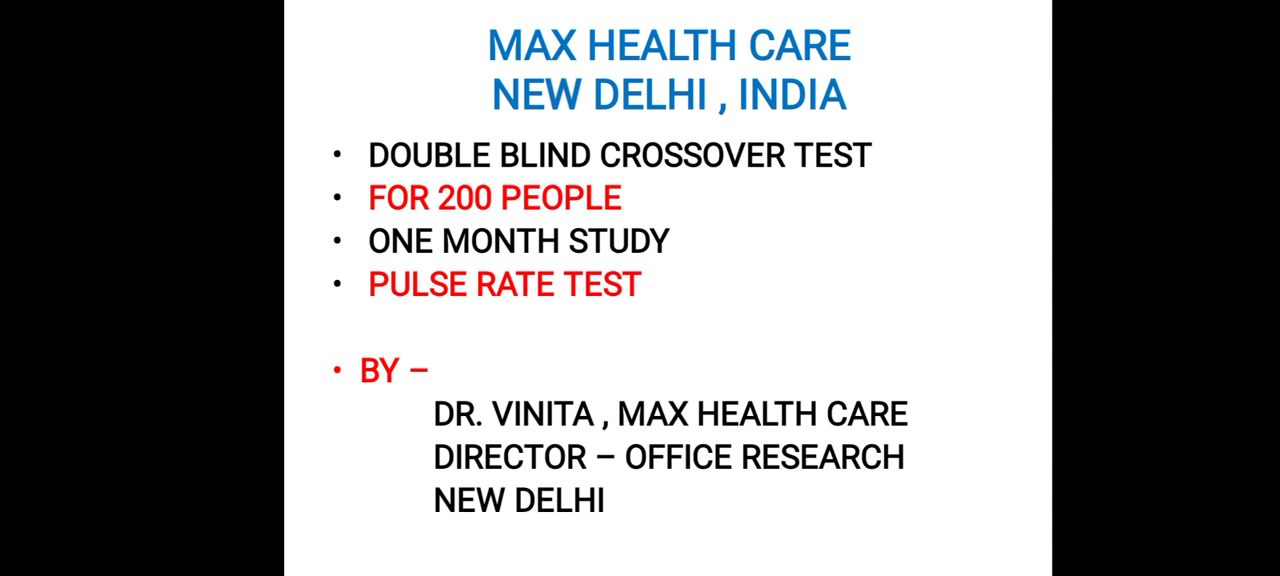 MAX HEALTH CARE
NEW DELHI , INDIA
• DOUBLE BLIND CROSSOVER TEST
• FOR 200 PEOPLE
• ONE MONTH STUDY
• PULSE RATE TEST
• BY –
DR. VINITA , MAX HEALTH CARE
DIRECTOR – OFFICE RESEARCH
NEW DELHI